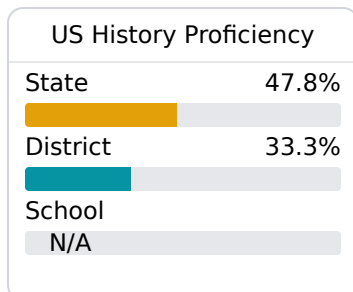 US History Proficiency
State 47.8%
District 33.3%
School
N/A